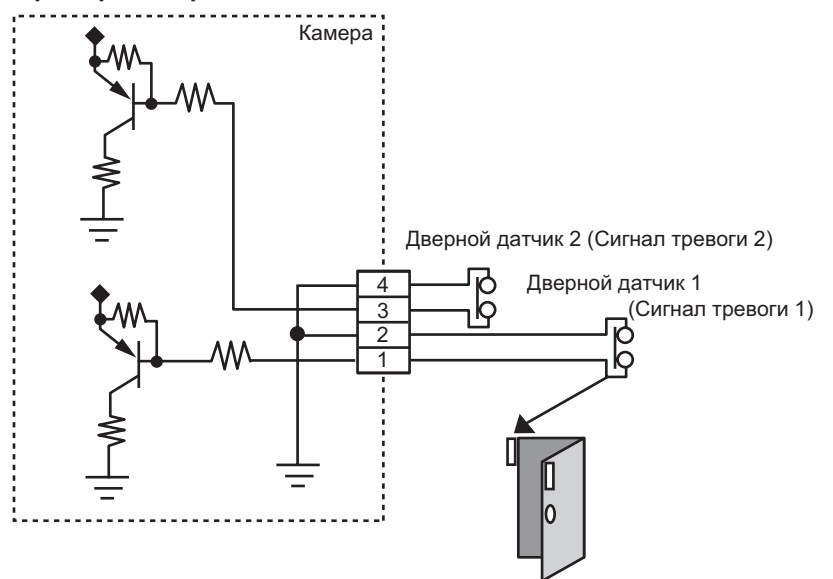 Камера
Дверной датчик 2 (Сигнал тревоги 2)
Дверной датчик 1
(Сигнал тревоги 1)
4
3
2
1